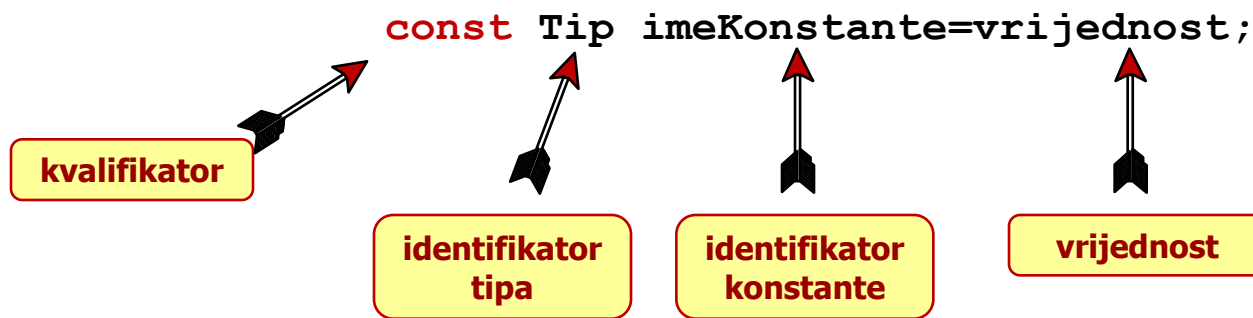 const Tip imeKonstante=vrijednost;
kvalifikator
identifikator
tipa
identifikator
konstante
vrijednost